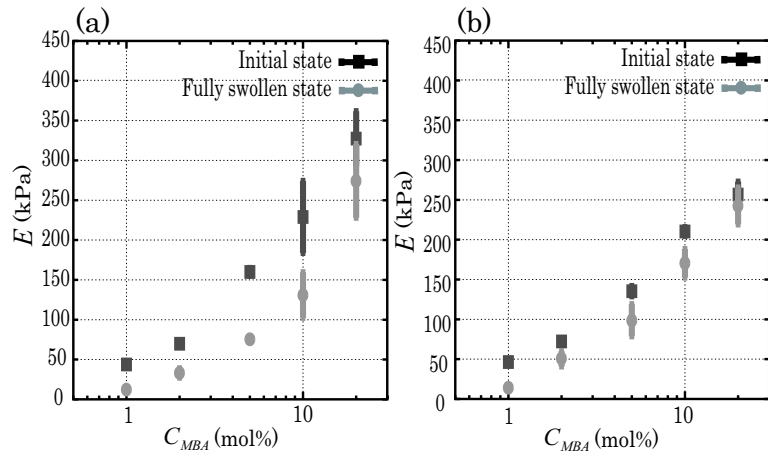 (a)
450
400
350
300
250
200
150
100
50
0
E (kPa)
Initial state
Fully swollen state
1
10
C_MBA (mol%)
(b)
450
400
350
300
250
200
150
100
50
0
E (kPa)
Initial state
Fully swollen state
1
10
C_MBA (mol%)